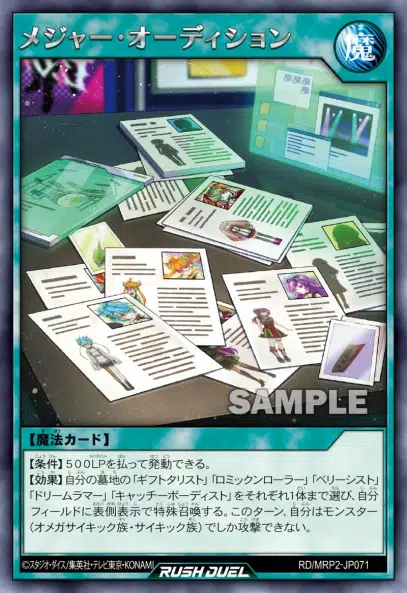 メジャー・オーディション
魔
SAMPLE
【魔法カード】
【条件】500LPを払って発動できる。
【効果】自分の墓地の「ギフトタリスト」「ロミックンローラー」「ベリーシスト」
「ドリームラマー」「キャッチーボーディスト」をそれぞれ1体まで選び、自分
フィールドに表側表示で特殊召喚する。このターン、自分はモンスター
(オメガサイキック族・サイキック族)でしか攻撃できない。
©スタジオ・ダイス/集英社・テレビ東京・KONAMI
RUSH DUEL
RD/MRP2-JP071